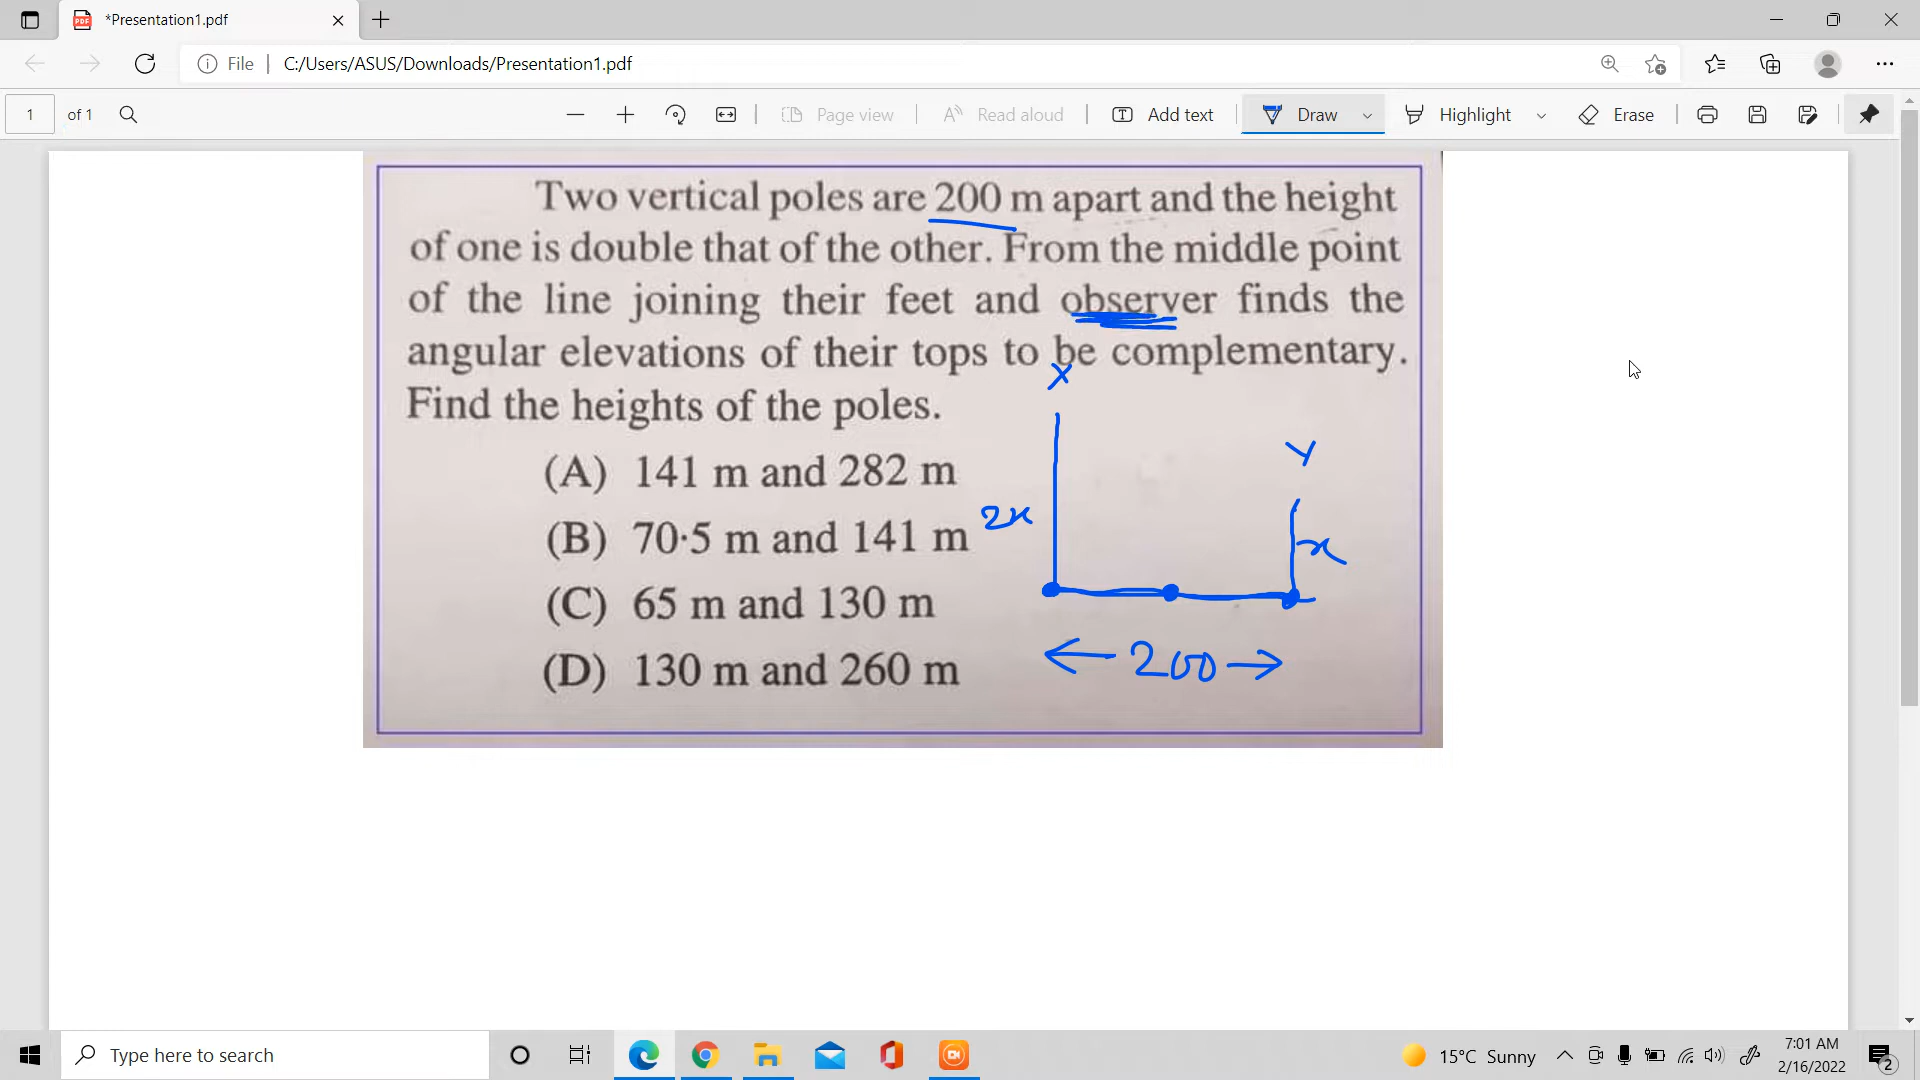 *Presentation1.pdf
File | C:/Users/ASUS/Downloads/Presentation1.pdf
1 of 1
Page view
Read aloud
Add text
Draw
Highlight
Erase
Two vertical poles are 200 m apart and the height
of one is double that of the other. From the middle point
of the line joining their feet and observer finds the
angular elevations of their tops to be complementary.
Find the heights of the poles.
X
Y
(A) 141 m and 282 m
(B) 70·5 m and 141 m
2x
x
(C) 65 m and 130 m
(D) 130 m and 260 m
200
Type here to search
15°C Sunny
7:01 AM
2/16/2022
2